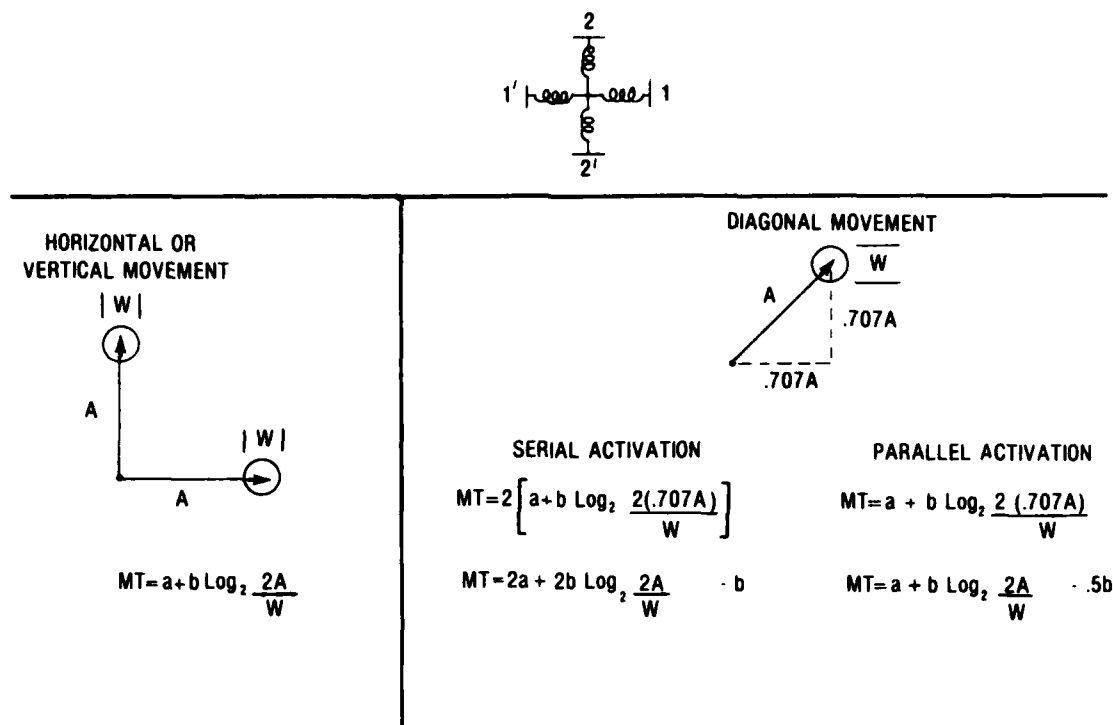 2
1′ 1
2′
HORIZONTAL OR
VERTICAL MOVEMENT
| W |
A
| W |
A
MT=a+b Log₂ 2A/W
DIAGONAL MOVEMENT
W
A
.707A
.707A
SERIAL ACTIVATION
MT=2[a+b Log₂ 2(.707A)/W]
MT=2a + 2b Log₂ 2A/W - b
PARALLEL ACTIVATION
MT=a + b Log₂ 2 (.707A)/W
MT=a + b Log₂ 2A/W - .5b